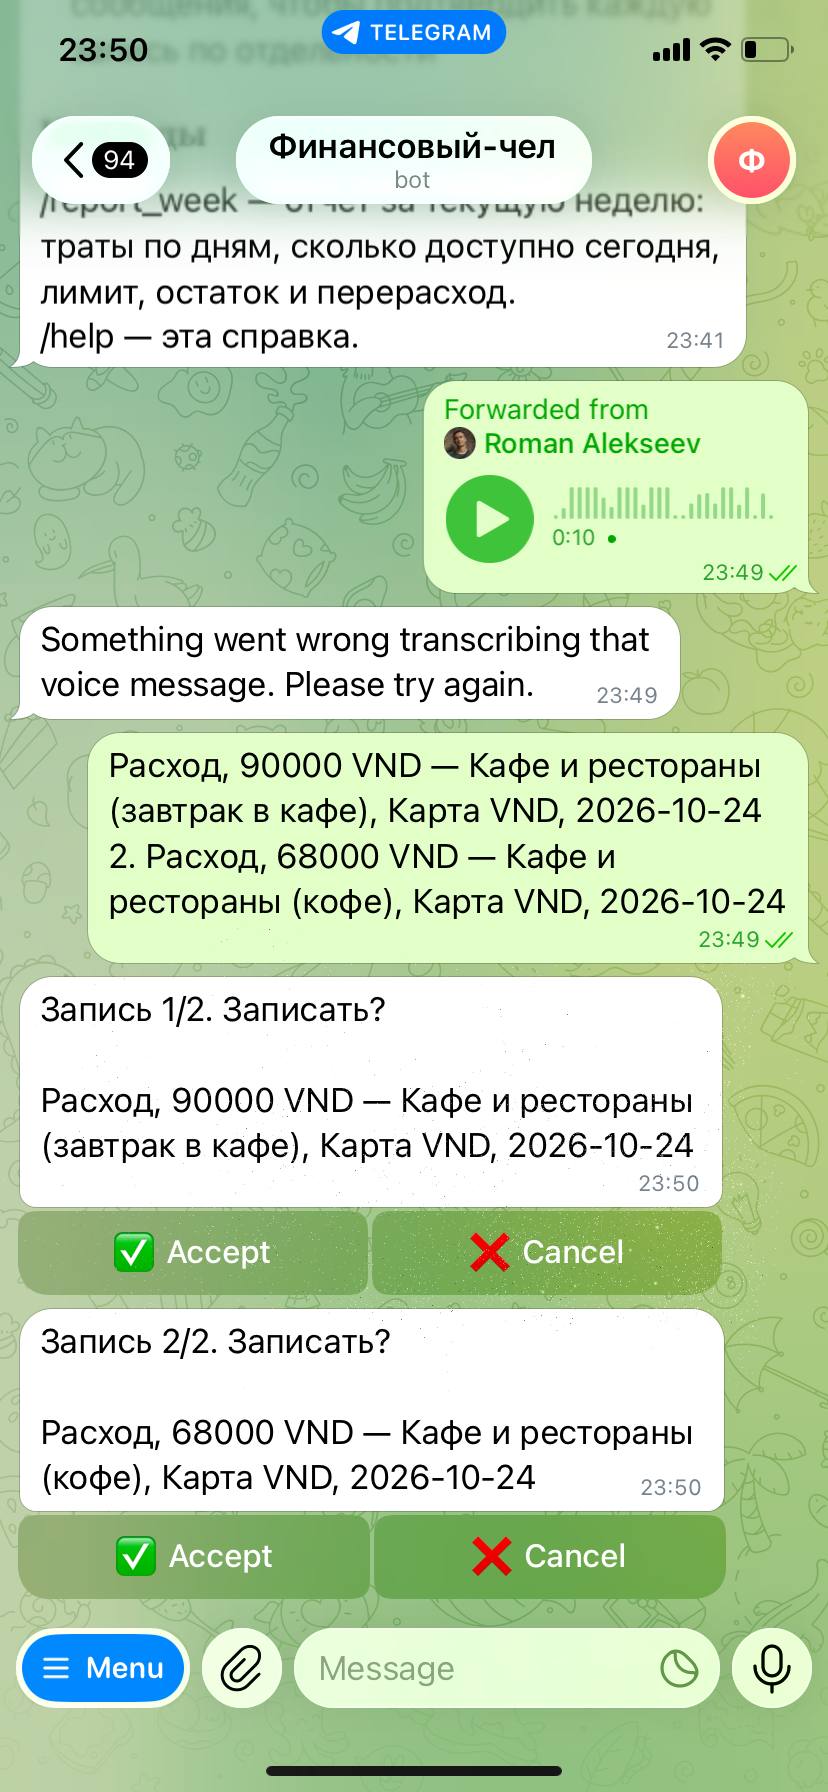 23:50
TELEGRAM
94
Финансовый-чел
bot
Ф
/report_week — отчёт за текущую неделю:
траты по дням, сколько доступно сегодня,
лимит, остаток и перерасход.
/help — эта справка.
23:41
Forwarded from
Roman Alekseev
0:10
23:49
Something went wrong transcribing that
voice message. Please try again.
23:49
Расход, 90000 VND — Кафе и рестораны
(завтрак в кафе), Карта VND, 2026-10-24
2. Расход, 68000 VND — Кафе и
рестораны (кофе), Карта VND, 2026-10-24
23:49
Запись 1/2. Записать?
Расход, 90000 VND — Кафе и рестораны
(завтрак в кафе), Карта VND, 2026-10-24
23:50
Accept
Cancel
Запись 2/2. Записать?
Расход, 68000 VND — Кафе и рестораны
(кофе), Карта VND, 2026-10-24
23:50
Accept
Cancel
Menu
Message